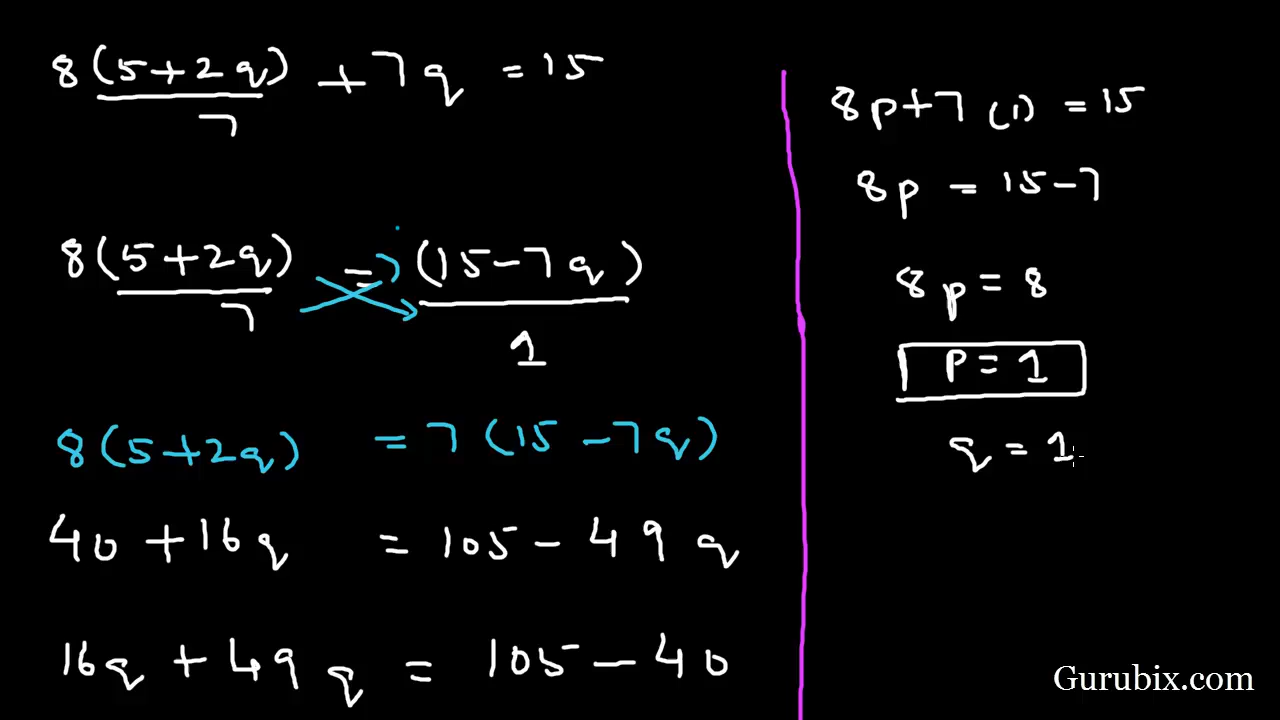 8(5+2q)/7 + 7q = 15
8(5+2q)/7 = (15-7q)/1
8(5+2q) = 7(15-7q)
40 + 16q = 105 - 49q
16q + 49q = 105 - 40
8p+7(1) = 15
8p = 15-7
8p = 8
p = 1
q = 1
Gurubix.com